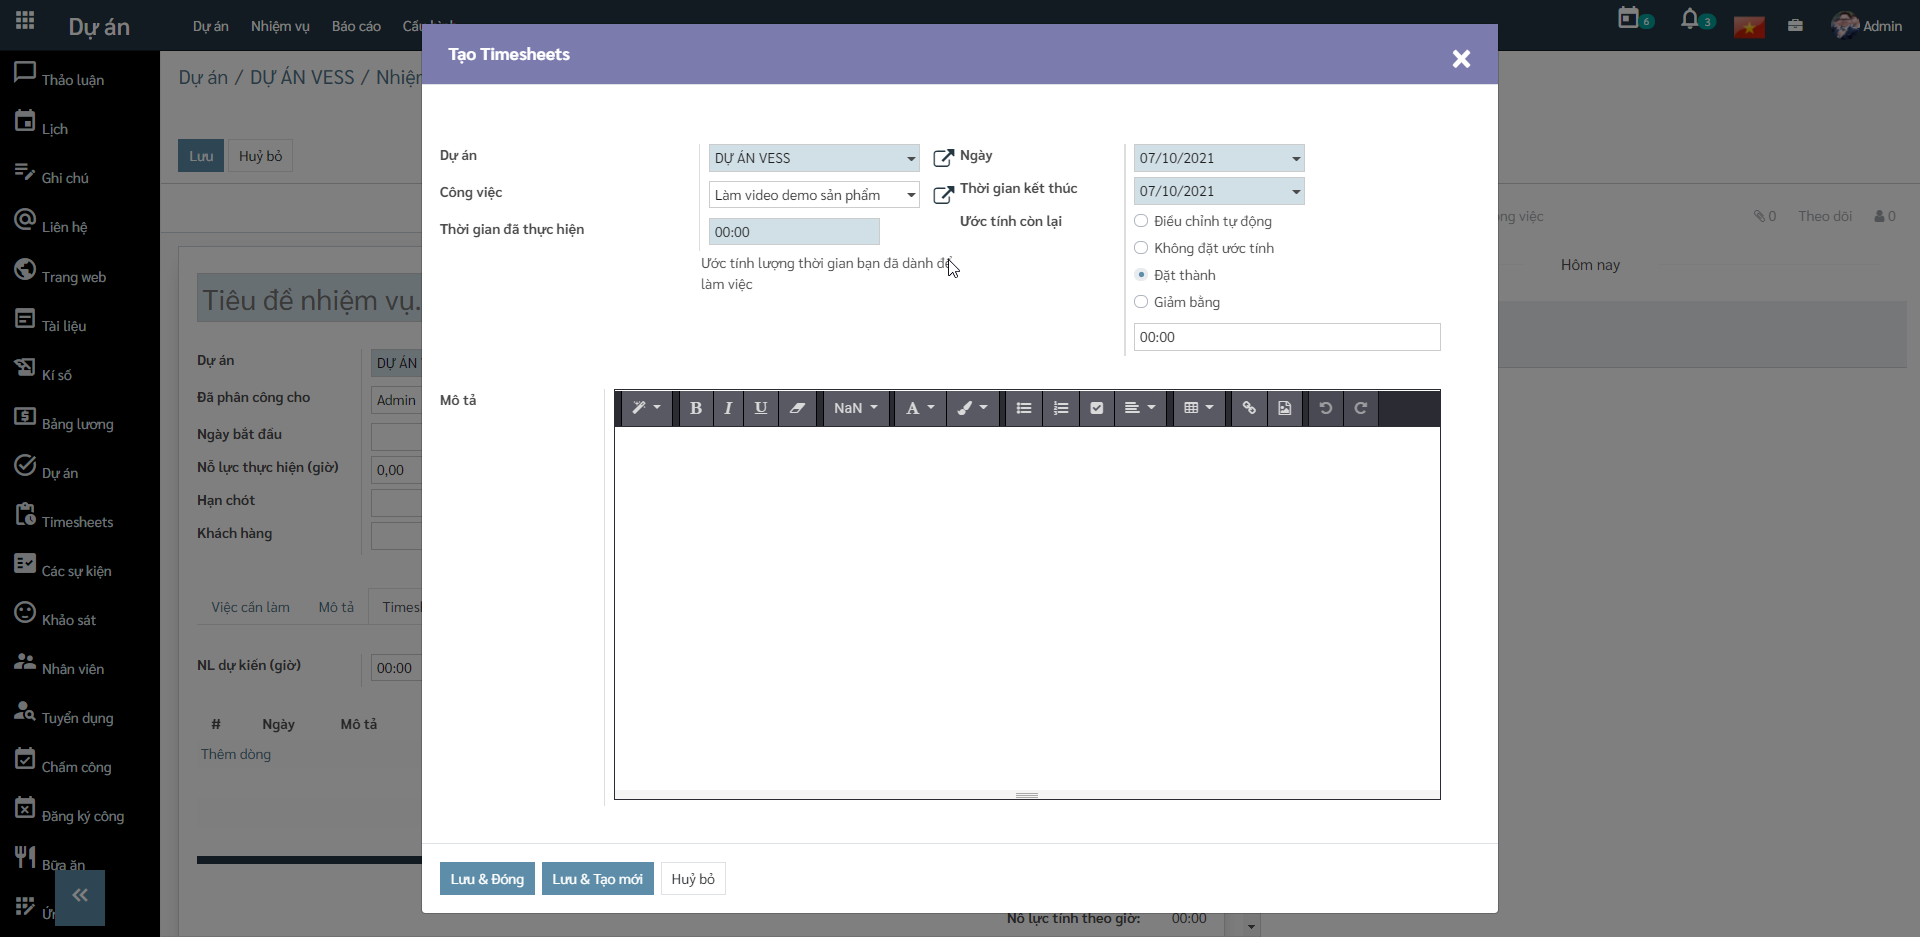 Dự án
Dự án Nhiệm vụ Báo cáo
6
3
Admin
Thảo luận
Lịch
Ghi chú
Liên hệ
Trang web
Tài liệu
Kí số
Bảng lương
Dự án
Timesheets
Các sự kiện
Khảo sát
Nhân viên
Tuyển dụng
Chấm công
Đăng ký công
Bữa ăn
Dự án / DỰ ÁN VESS /
Lưu Huỷ bỏ
Tiêu đề nhiệm vụ.
Dự án DỰ ÁN
Đã phân công cho Admin
Ngày bắt đầu
Nỗ lực thực hiện (giờ) 0,00
Hạn chót
Khách hàng
Việc cần làm Mô tả
NL dự kiến (giờ) 00:00
# Ngày Mô tả
Thêm dòng
Tạo Timesheets
Dự án DỰ ÁN VESS
Công việc Làm video demo sản phẩm
Thời gian đã thực hiện 00:00
Ước tính lượng thời gian bạn đã dành để
làm việc
Ngày 07/10/2021
Thời gian kết thúc 07/10/2021
Ước tính còn lại
Điều chỉnh tự động
Không đặt ước tính
Đặt thành
Giảm bằng
00:00
Mô tả
B I U NaN A
Lưu & Đóng Lưu & Tạo mới Huỷ bỏ
việc 0 Theo dõi 0
Hôm nay
Nỗ lực tính theo giờ: 00:00